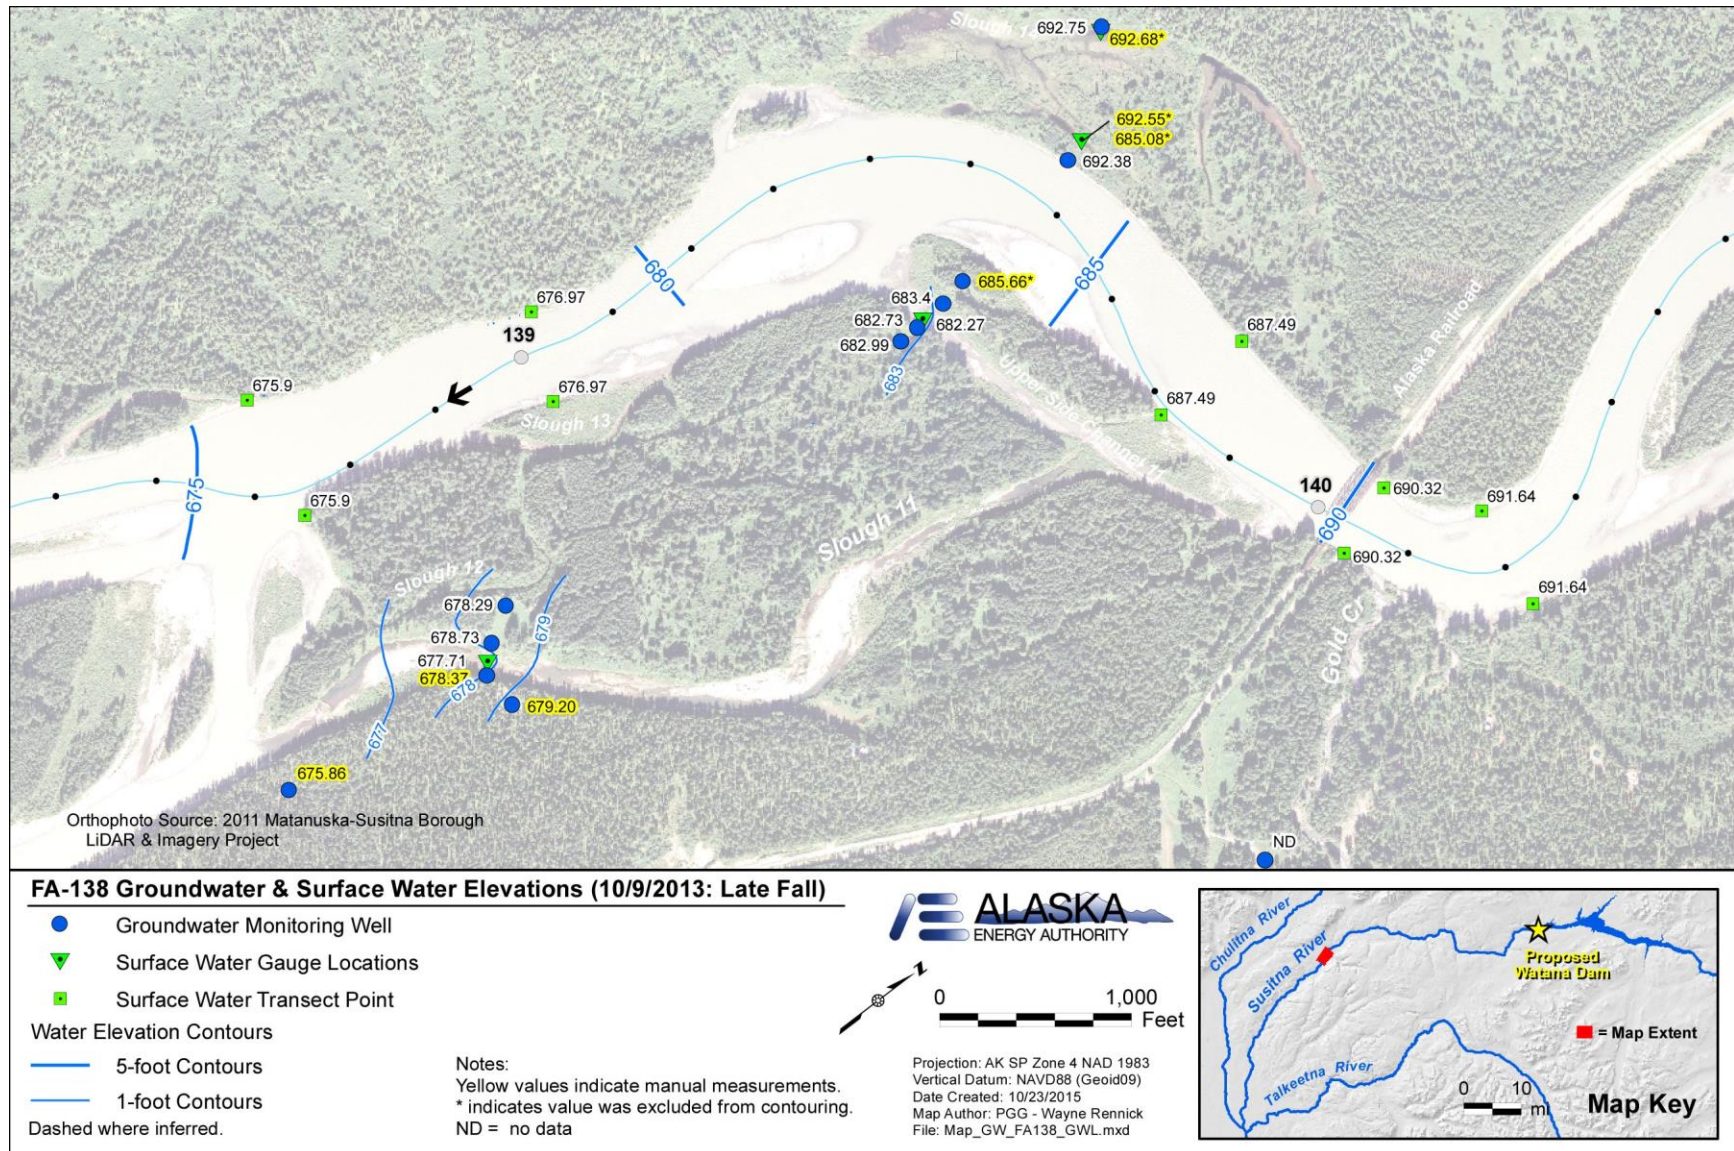 Slough 14
692.75
692.68*
692.55*
685.08*
692.38
680
685
685.66*
683.4
682.73
682.27
682.99
683
676.97
139
687.49
Alaska Railroad
675.9
676.97
Slough 13
687.49
Upper Side Channel 11
675
675.9
Slough 11
140
690
690.32
691.64
690.32
691.64
Gold Cr
Slough 12
678.29
678.73
679
677.71
678.37
678
679.20
677
675.86
ND
Orthophoto Source: 2011 Matanuska-Susitna Borough
LiDAR & Imagery Project
FA-138 Groundwater & Surface Water Elevations (10/9/2013: Late Fall)
Groundwater Monitoring Well
Surface Water Gauge Locations
Surface Water Transect Point
Water Elevation Contours
5-foot Contours
1-foot Contours
Dashed where inferred.
Notes:
Yellow values indicate manual measurements.
* indicates value was excluded from contouring.
ND = no data
ALASKA
ENERGY AUTHORITY
N
0 1,000
Feet
Projection: AK SP Zone 4 NAD 1983
Vertical Datum: NAVD88 (Geoid09)
Date Created: 10/23/2015
Map Author: PGG - Wayne Rennick
File: Map_GW_FA138_GWL.mxd
Chulitna River
Susitna River
Proposed
Watana Dam
= Map Extent
Talkeetna River
0 10
mi
Map Key